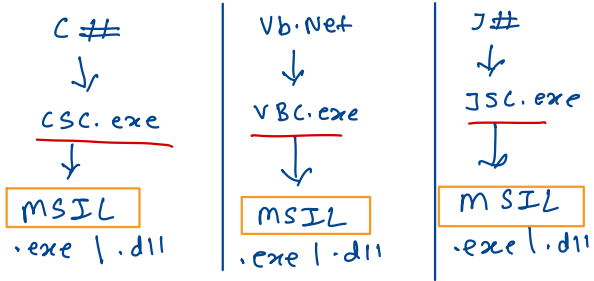 C #
CSC.exe
MSIL
.exe | .dll
Vb.Net
VBC.exe
MSIL
.exe | .dll
J#
JSC.exe
MSIL
.exe | .dll